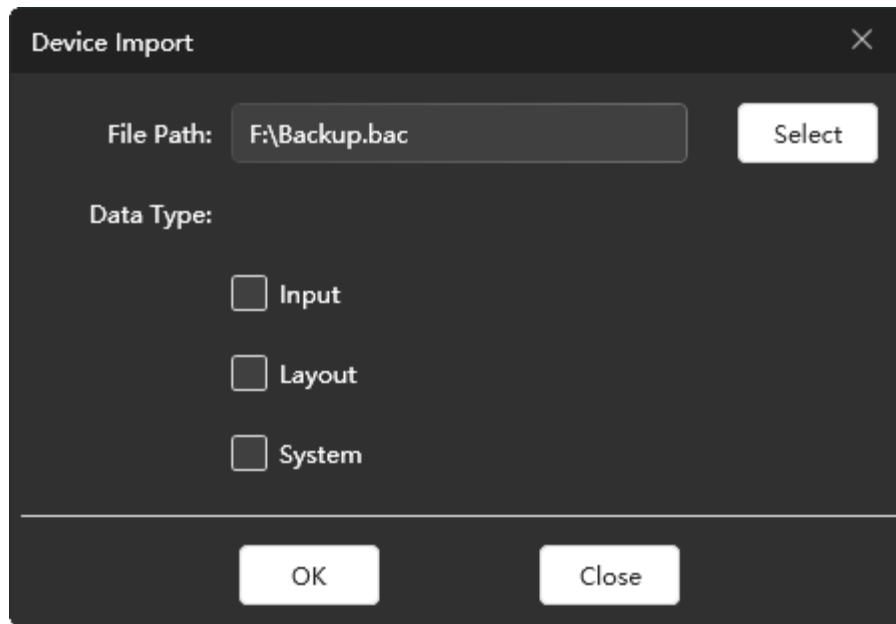 Device Import
File Path: F:\Backup.bac Select
Data Type:
Input
Layout
System
OK Close